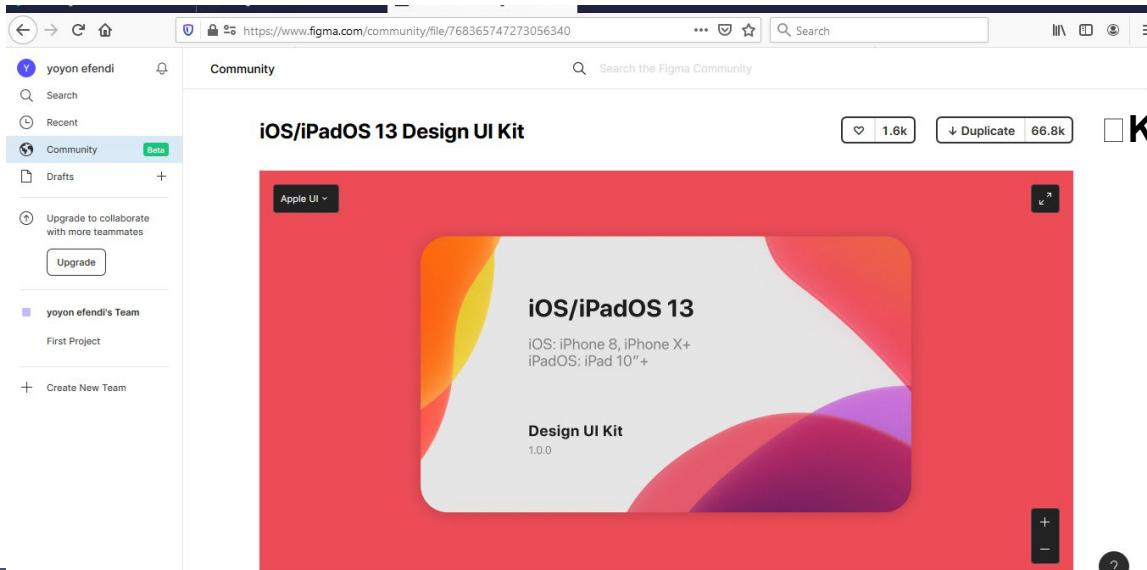 https://www.figma.com/community/file/768365747273056340
Search
Y yoyon efendi
Search
Recent
Community Beta
Drafts
Upgrade to collaborate
with more teammates
Upgrade
yoyon efendi's Team
First Project
Create New Team
Community
Search the Figma Community
iOS/iPadOS 13 Design UI Kit
1.6k
Duplicate 66.8k
K
Apple UI
iOS/iPadOS 13
iOS: iPhone 8, iPhone X+
iPadOS: iPad 10″+
Design UI Kit
1.0.0
?